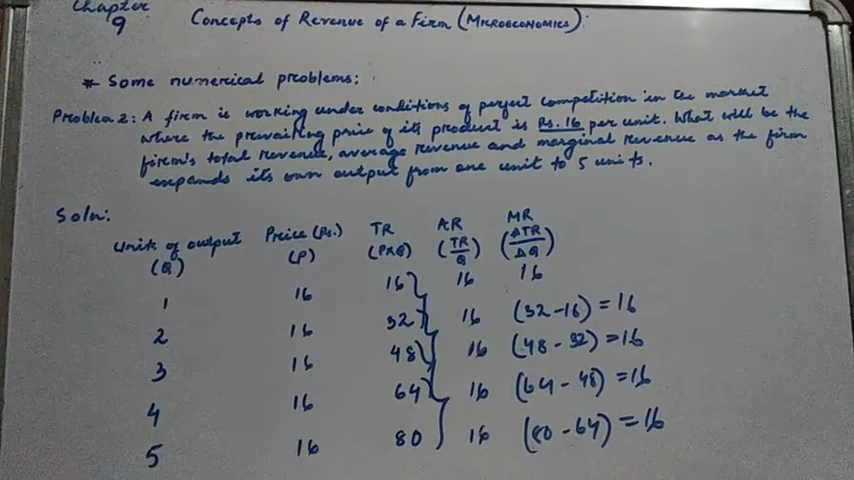 Chapter 9 Concepts of Revenue of a Firm (MICROECONOMICS):
* Some numerical problems:
Problem 2: A firm is working under conditions of perfect competition in the market
where the prevailing price of its product is Rs. 16 per unit. What will be the
firm's total revenue, average revenue and marginal revenue as the firm
expands its own output from one unit to 5 units.
Soln:
Units of output (Q) Price (Rs.) (P) TR (PXQ) AR (TR/Q) MR (ΔTR/ΔQ)
1 16 16 16 16
2 16 32 16 (32-16) = 16
3 16 48 16 (48 - 32) = 16
4 16 64 16 (64 - 48) = 16
5 16 80 16 (80 - 64) = 16